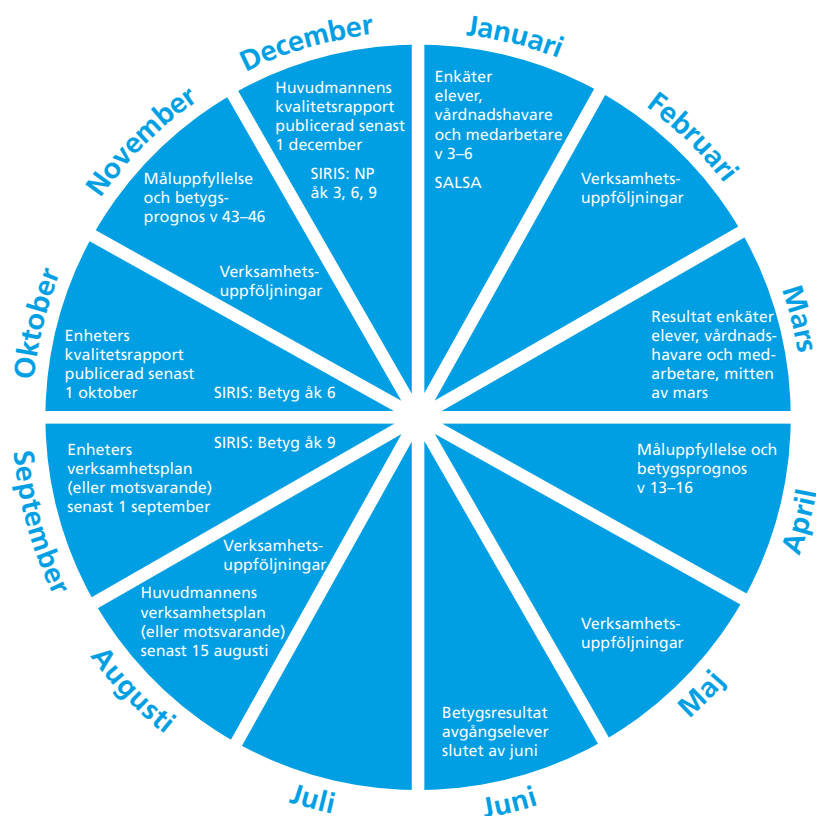 Januari
Enkäter
elever,
vårdnadshavare
och medarbetare
v 3–6
SALSA
Februari
Verksamhets-
uppföljningar
Mars
Resultat enkäter
elever, vårdnads-
havare och med-
arbetare, mitten
av mars
April
Måluppfyllelse och
betygsprognos
v 13–16
Maj
Verksamhets-
uppföljningar
Juni
Betygsresultat
avgångselever
slutet av juni
Juli
Augusti
Verksamhets-
uppföljningar
Huvudmannens
verksamhetsplan
(eller motsvarande)
senast 15 augusti
September
SIRIS: Betyg åk 9
Enheters
verksamhetsplan
(eller motsvarande)
senast 1 september
Oktober
Enheters
kvalitetsrapport
publicerad senast
1 oktober
SIRIS: Betyg åk 6
November
Måluppfyllelse
och betygs-
prognos v 43–46
Verksamhets-
uppföljningar
December
Huvudmannens
kvalitetsrapport
publicerad senast
1 december
SIRIS: NP
åk 3, 6, 9